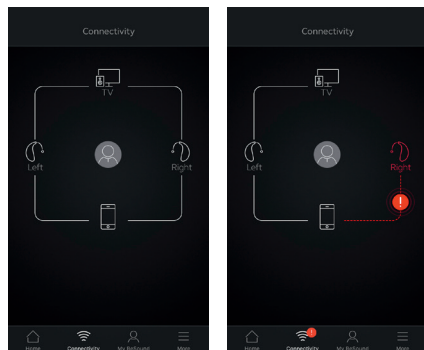 Connectivity
TV
Left
Right
Home
Connectivity
My ReSound
More
Connectivity
TV
Left
Right
!
!
Home
Connectivity
My ReSound
More